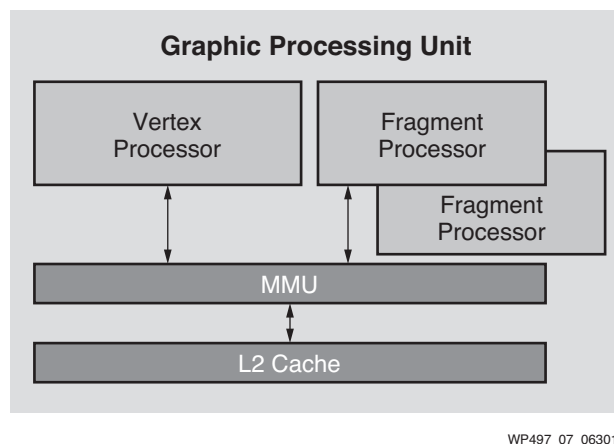 Graphic Processing Unit
Vertex
Processor
Fragment
Processor
Fragment
Processor
MMU
L2 Cache
WP497_07_06301